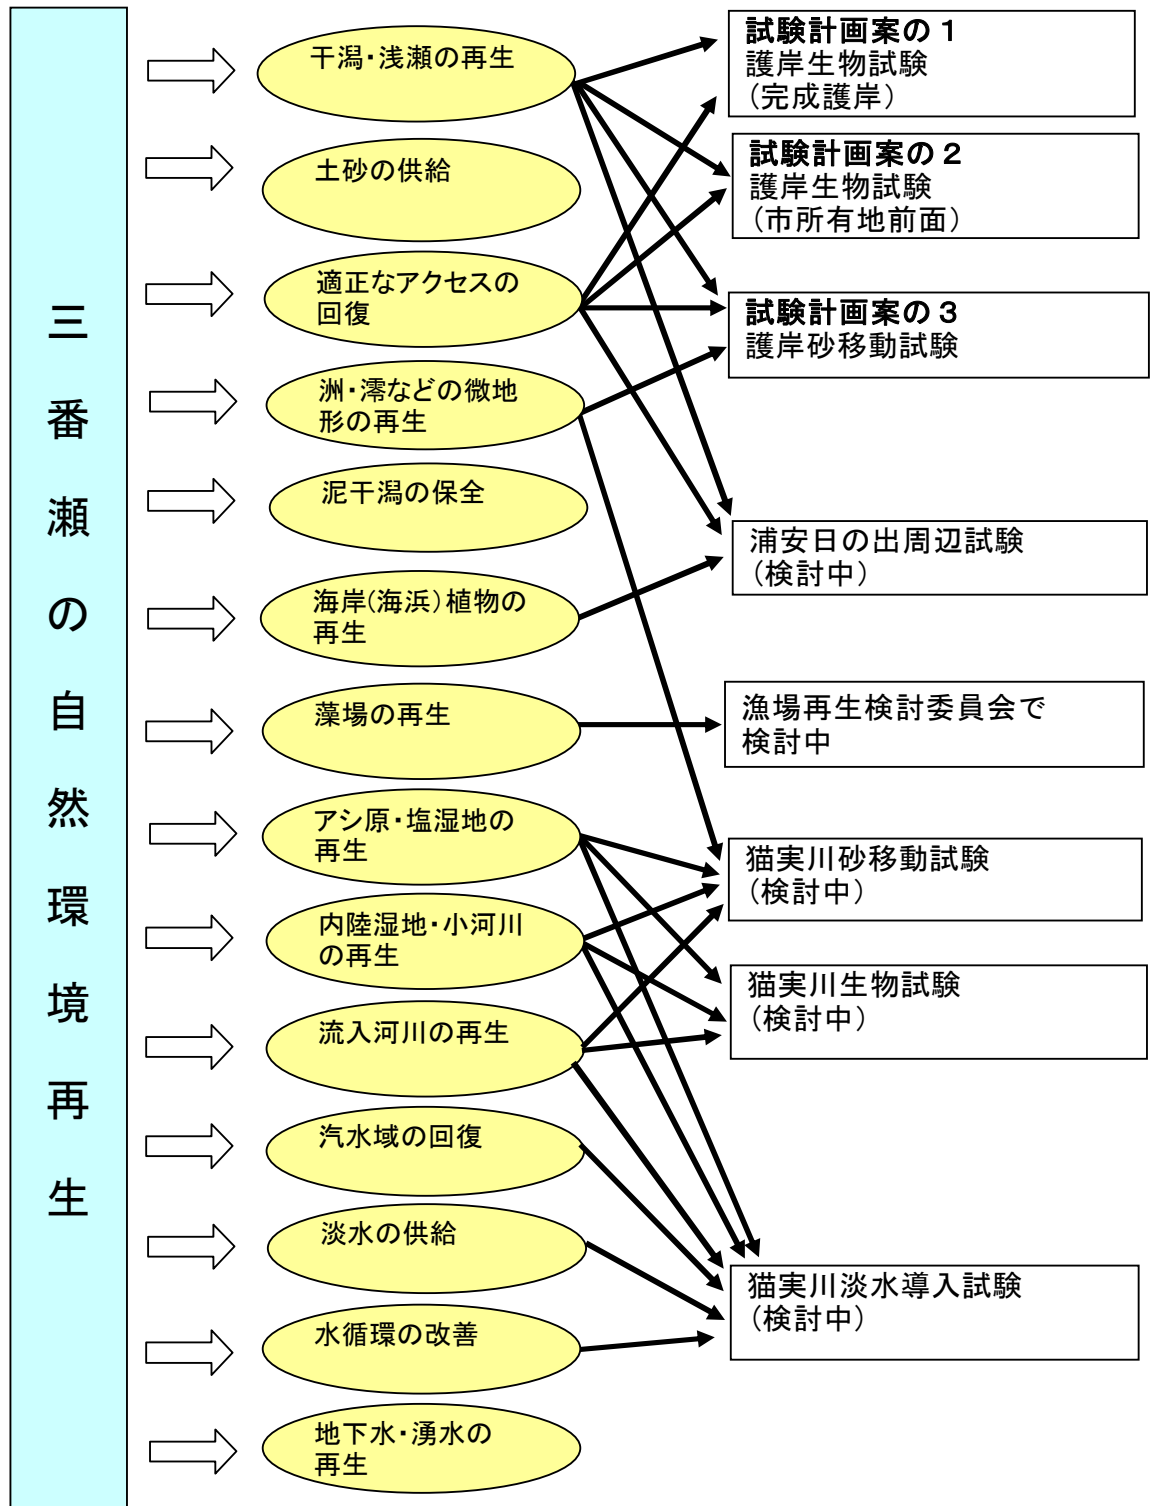 三番瀬の自然環境再生
干潟・浅瀬の再生
土砂の供給
適正なアクセスの
回復
洲・澪などの微地
形の再生
泥干潟の保全
海岸(海浜)植物の
再生
藻場の再生
アシ原・塩湿地の
再生
内陸湿地・小河川
の再生
流入河川の再生
汽水域の回復
淡水の供給
水循環の改善
地下水・湧水の
再生
試験計画案の1
護岸生物試験
(完成護岸)
試験計画案の2
護岸生物試験
(市所有地前面)
試験計画案の3
護岸砂移動試験
浦安日の出周辺試験
(検討中)
漁場再生検討委員会で
検討中
猫実川砂移動試験
(検討中)
猫実川生物試験
(検討中)
猫実川淡水導入試験
(検討中)